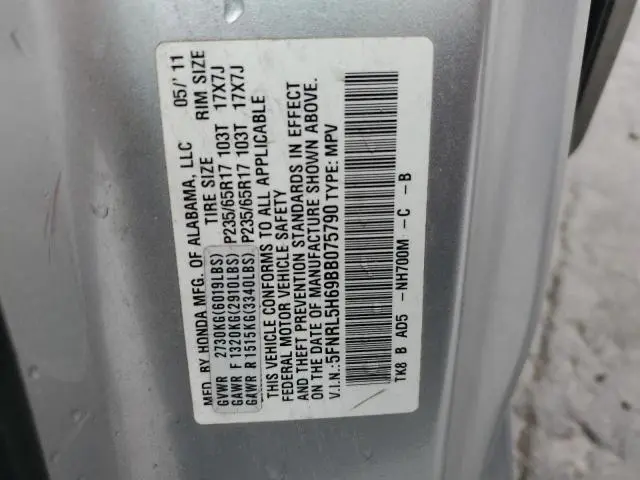 MFD. BY HONDA MFG. OF ALABAMA, LLC 05/'11
TIRE SIZE RIM SIZE
GVWR 2730KG(6019LBS)
GAWR F 1320KG(2910LBS) P235/65R17 103T 17X7J
GAWR R 1515KG(3340LBS) P235/65R17 103T 17X7J
THIS VEHICLE CONFORMS TO ALL APPLICABLE
FEDERAL MOTOR VEHICLE SAFETY
AND THEFT PREVENTION STANDARDS IN EFFECT
ON THE DATE OF MANUFACTURE SHOWN ABOVE.
V.I.N.:5FNRL5H69BB075790 TYPE: MPV
TK8 B AD5 -NH700M -C -B